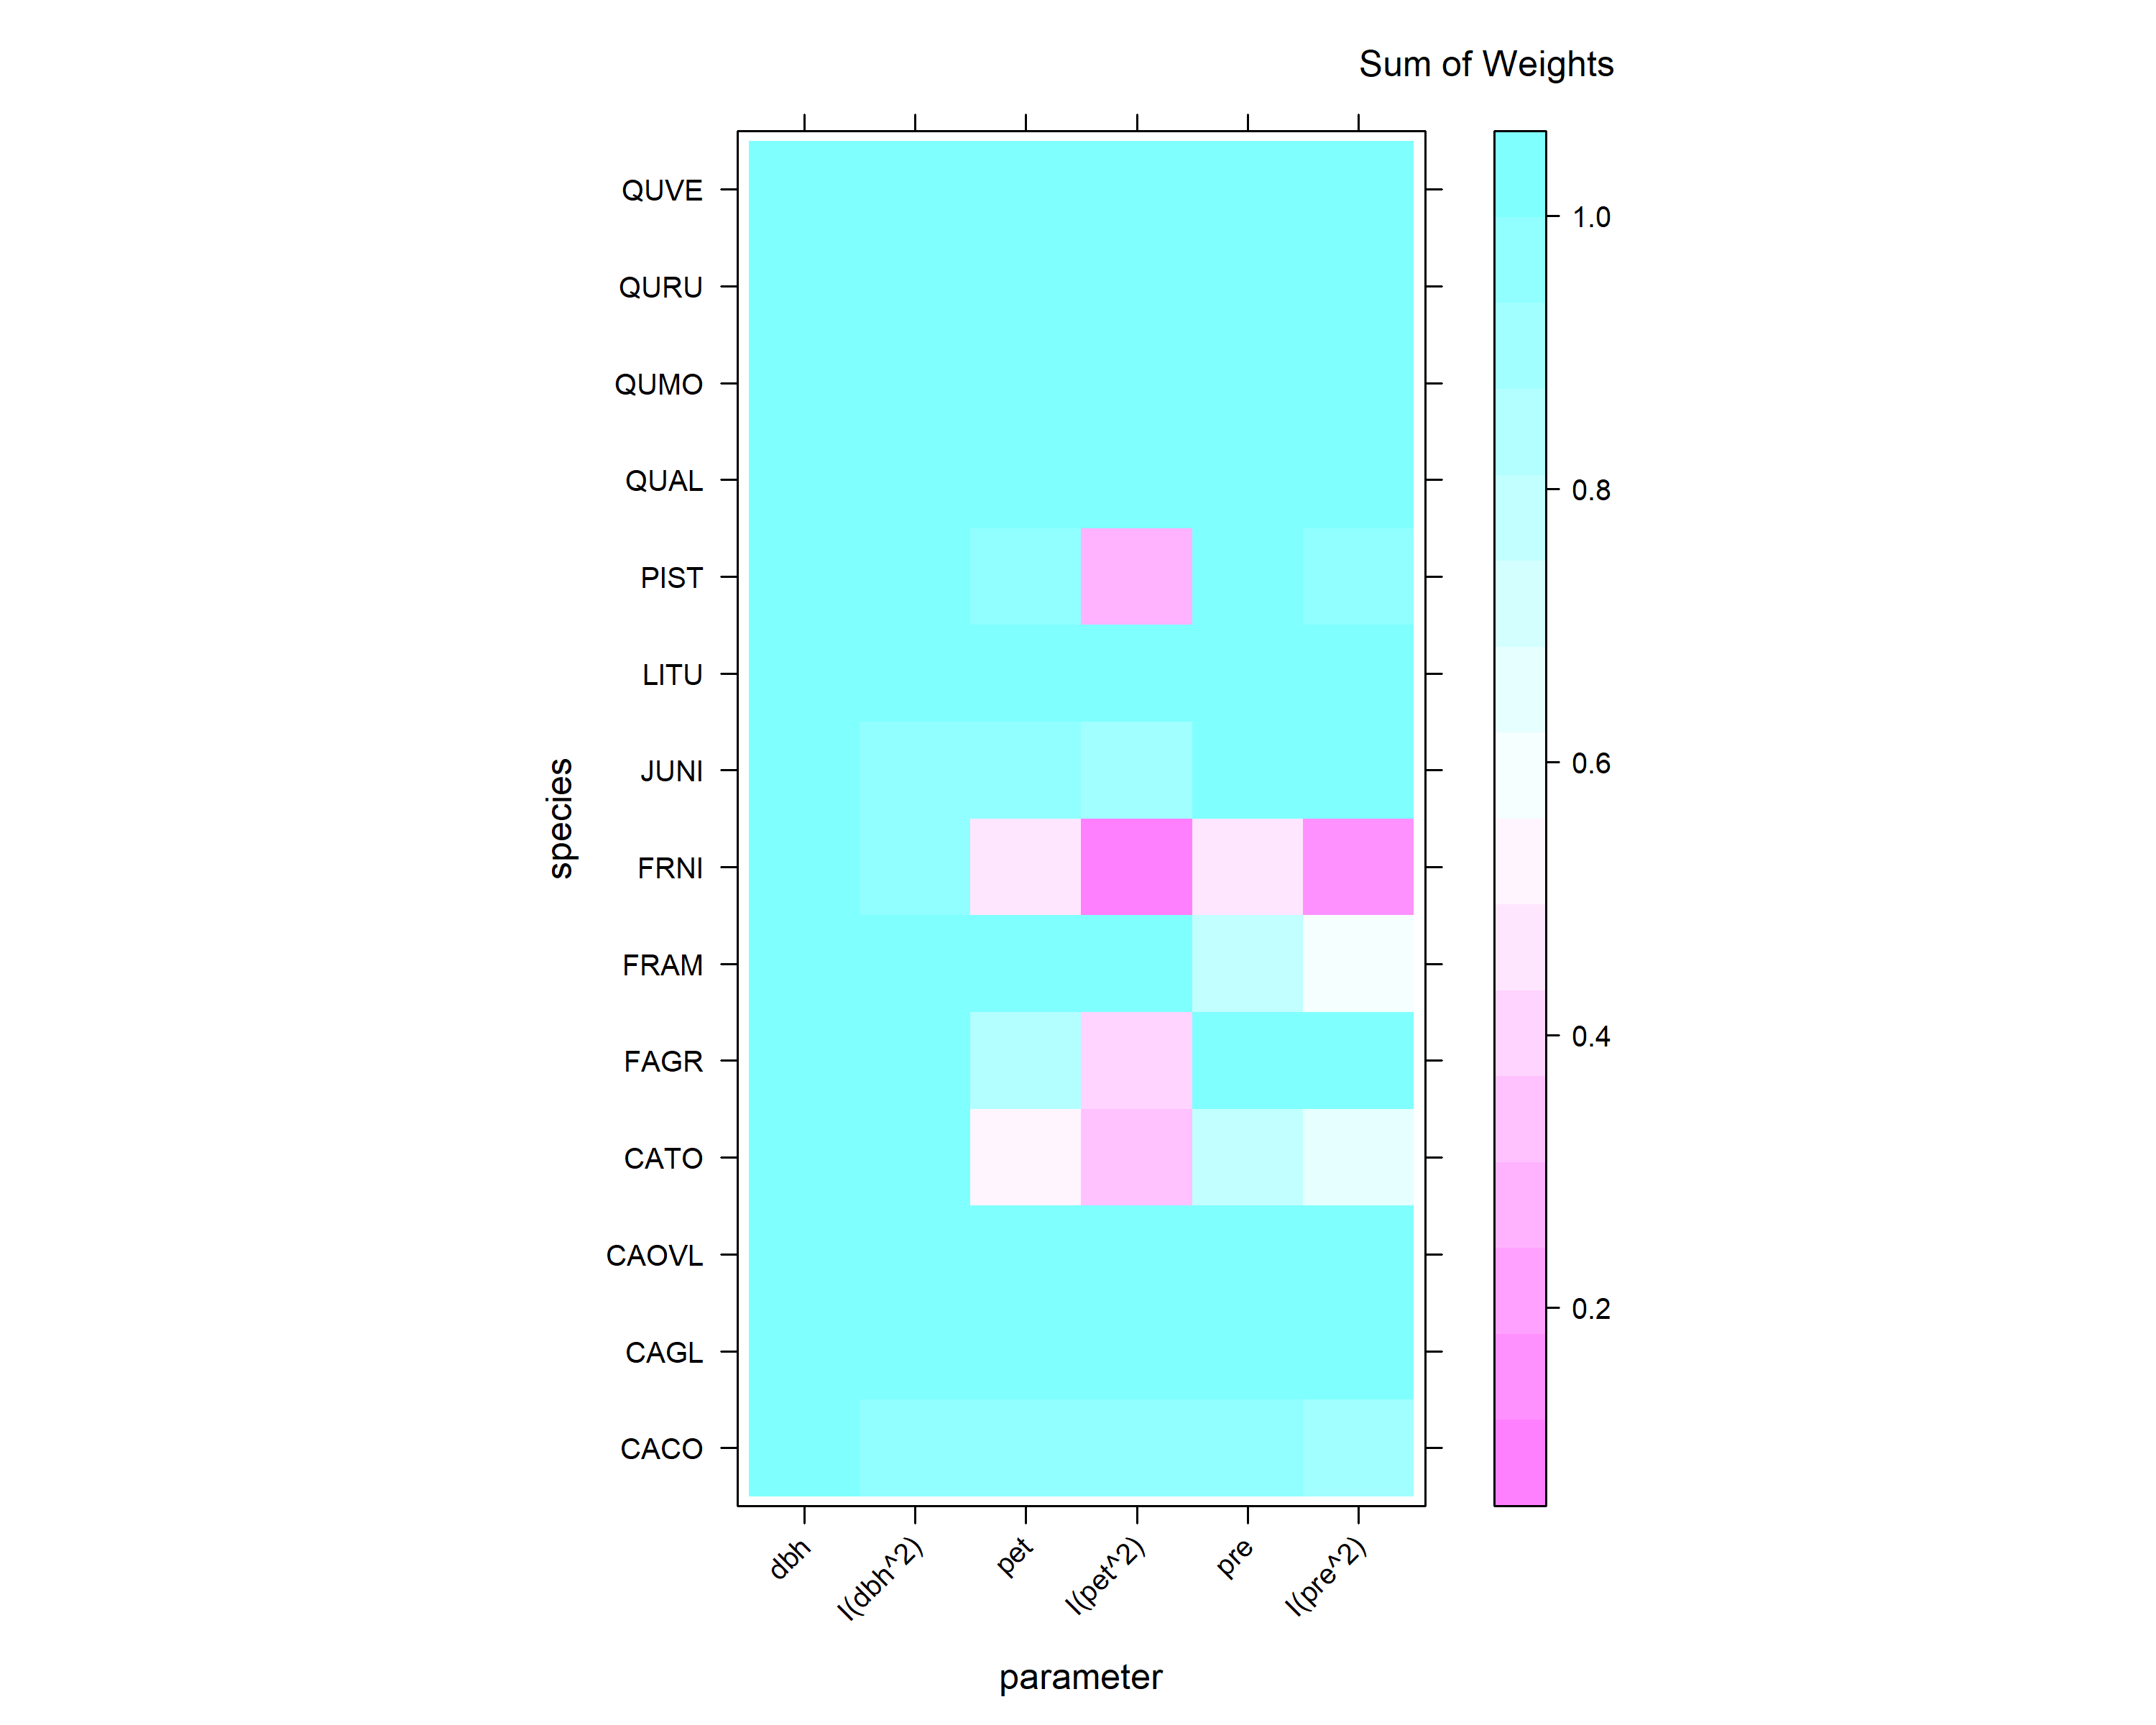 Sum of Weights
QUVE
QURU
QUMO
QUAL
PIST
LITU
JUNI
FRNI
FRAM
FAGR
CATO
CAOVL
CAGL
CACO
species
1.0
0.8
0.6
0.4
0.2
dbh
I(dbh^2)
pet
I(pet^2)
pre
I(pre^2)
parameter